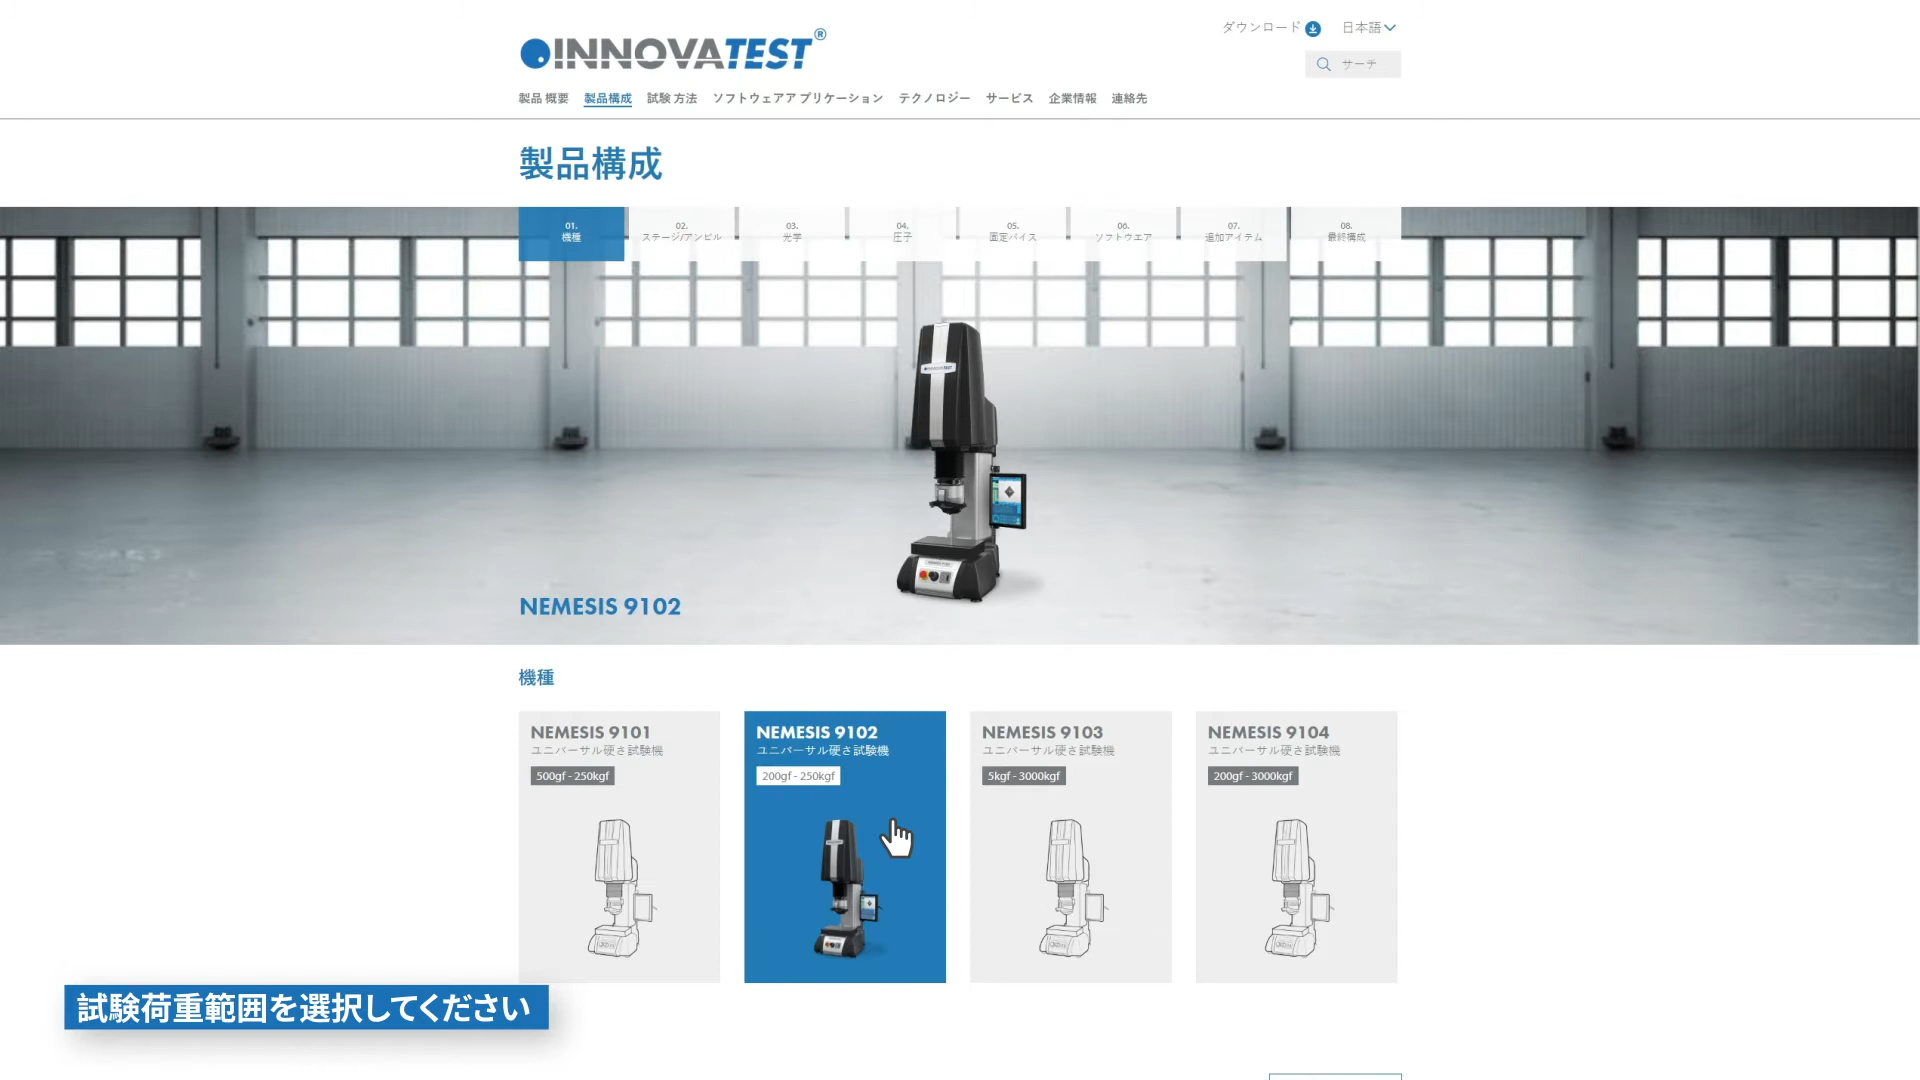 ダウンロード 日本語
INNOVATEST®
サーチ
製品 概要 製品構成 試験 方法 ソフトウェアア プリケーション テクノロジー サービス 企業情報 連絡先
製品構成
01. 機種
02. ステージ/アンビル
03. 光学
04. 圧子
05. 固定バイス
06. ソフトウエア
07. 追加アイテム
08. 最終構成
NEMESIS 9102
機種
NEMESIS 9101
ユニバーサル硬さ試験機
500gf - 250kgf
NEMESIS 9102
ユニバーサル硬さ試験機
200gf - 250kgf
NEMESIS 9103
ユニバーサル硬さ試験機
5kgf - 3000kgf
NEMESIS 9104
ユニバーサル硬さ試験機
200gf - 3000kgf
試験荷重範囲を選択してください